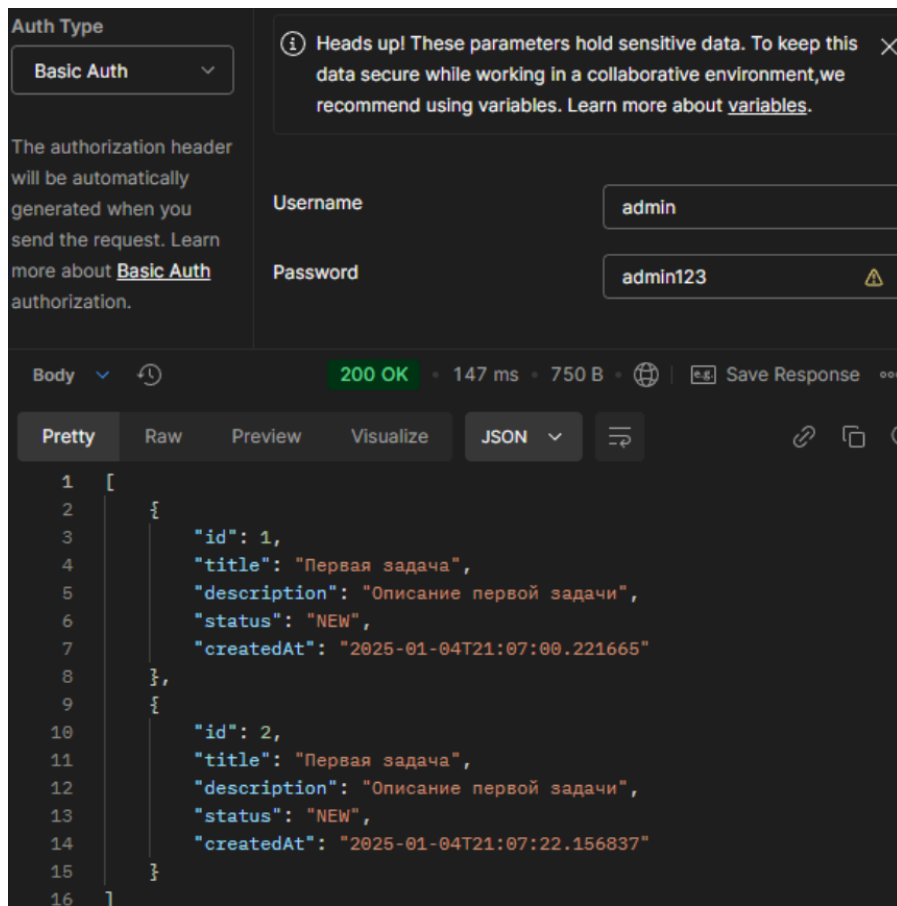 Auth Type
Basic Auth
The authorization header
will be automatically
generated when you
send the request. Learn
more about Basic Auth
authorization.
Heads up! These parameters hold sensitive data. To keep this
data secure while working in a collaborative environment,we
recommend using variables. Learn more about variables.
Username
admin
Password
admin123
Body
200 OK • 147 ms • 750 B •
e.g. Save Response
Pretty Raw Preview Visualize JSON
1 [
2 {
3 "id": 1,
4 "title": "Первая задача",
5 "description": "Описание первой задачи",
6 "status": "NEW",
7 "createdAt": "2025-01-04T21:07:00.221665"
8 },
9 {
10 "id": 2,
11 "title": "Первая задача",
12 "description": "Описание первой задачи",
13 "status": "NEW",
14 "createdAt": "2025-01-04T21:07:22.156837"
15 }
16 ]